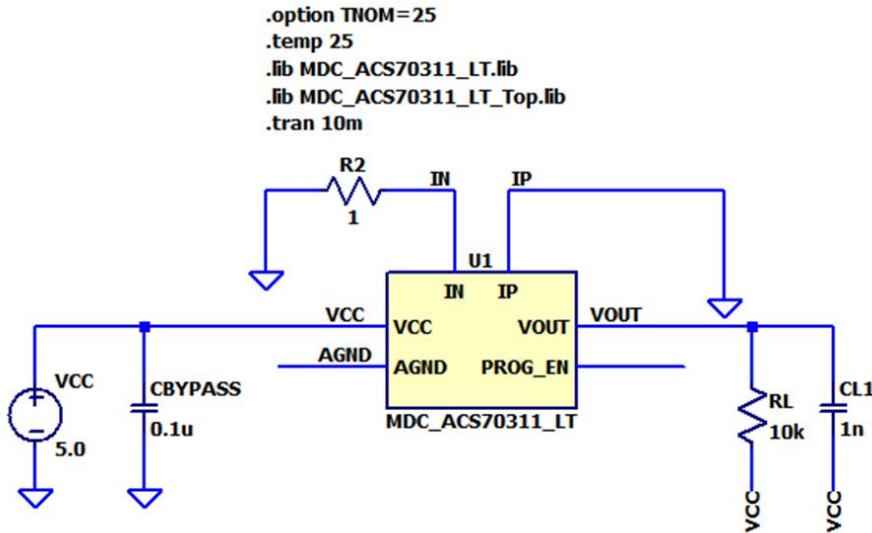 .option TNOM=25
.temp 25
.lib MDC_ACS70311_LT.lib
.lib MDC_ACS70311_LT_Top.lib
.tran 10m
R2
IN
IP
1
U1
IN
IP
VCC
VCC
VOUT
VOUT
AGND
AGND
PROG_EN
MDC_ACS70311_LT
VCC
5.0
CBYPASS
0.1u
RL
10k
CL1
1n
VCC
VCC